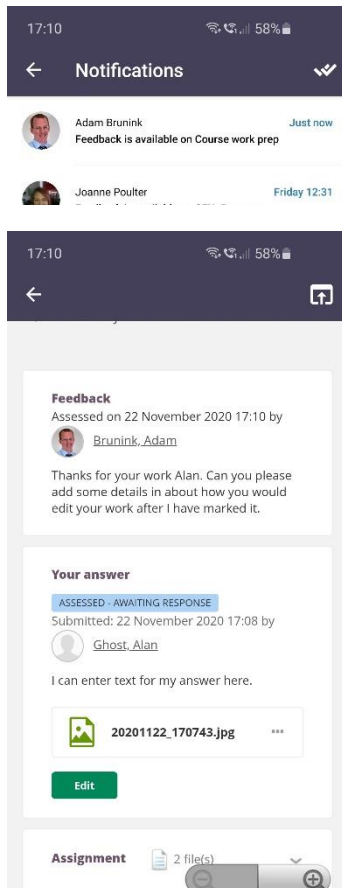 17:10 58%
Notifications
Adam Brunink Just now
Feedback is available on Course work prep
Joanne Poulter Friday 12:31
17:10 58%
Feedback
Assessed on 22 November 2020 17:10 by
Brunink, Adam
Thanks for your work Alan. Can you please
add some details in about how you would
edit your work after I have marked it.
Your answer
ASSESSED - AWAITING RESPONSE
Submitted: 22 November 2020 17:08 by
Ghost, Alan
I can enter text for my answer here.
20201122_170743.jpg
Edit
Assignment 2 file(s)